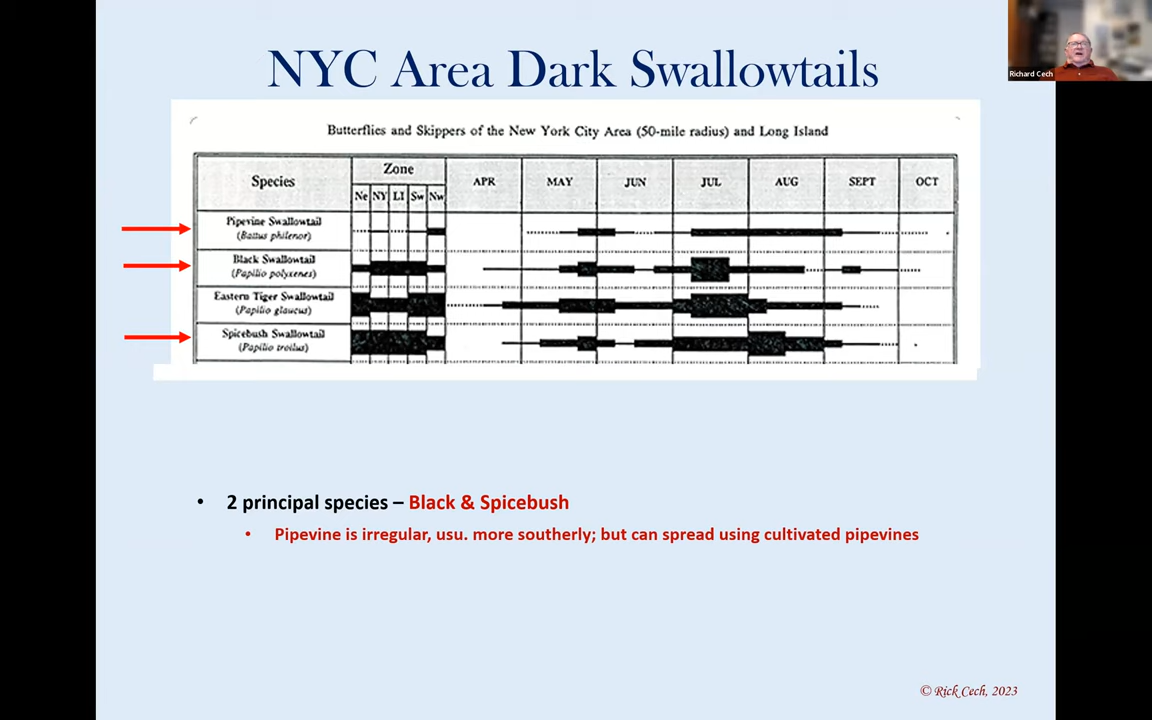 NYC Area Dark Swallowtails
Richard Cech
Butterflies and Skippers of the New York City Area (50-mile radius) and Long Island
Species
Zone
Ne NY LI Sw Nw
APR MAY JUN JUL AUG SEPT OCT
Pipevine Swallowtail
(Battus philenor)
Black Swallowtail
(Papilio polyxenes)
Eastern Tiger Swallowtail
(Papilio glaucus)
Spicebush Swallowtail
(Papilio troilus)
• 2 principal species – Black & Spicebush
• Pipevine is irregular, usu. more southerly; but can spread using cultivated pipevines
© Rick Cech, 2023